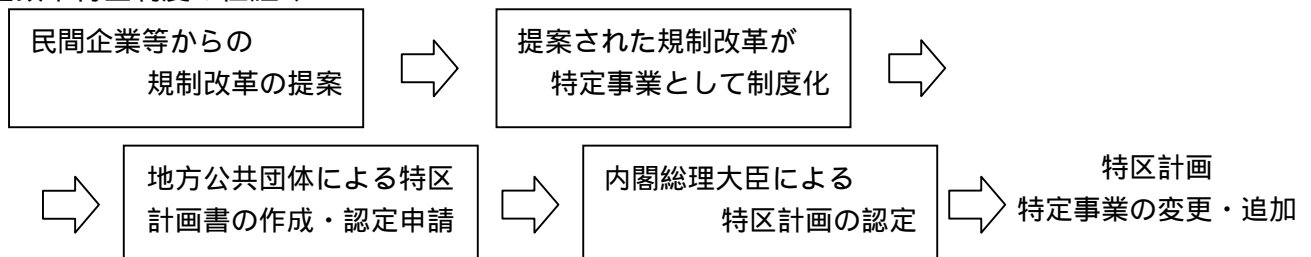 民間企業等からの
規制改革の提案
提案された規制改革が
特定事業として制度化
地方公共団体による特区
計画書の作成・認定申請
内閣総理大臣による
特区計画の認定
特区計画
特定事業の変更・追加